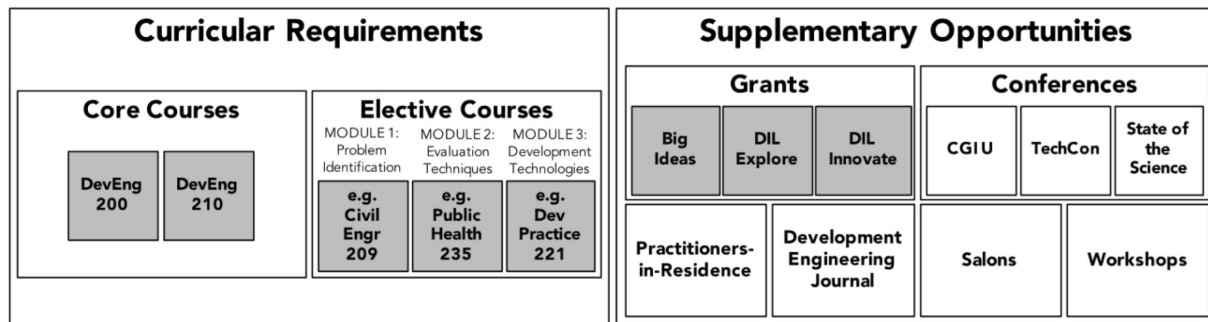 Curricular Requirements
Core Courses
DevEng
200
DevEng
210
Elective Courses
MODULE 1:
Problem
Identification
MODULE 2:
Evaluation
Techniques
MODULE 3:
Development
Technologies
e.g.
Civil
Engr
209
e.g.
Public
Health
235
e.g.
Dev
Practice
221
Supplementary Opportunities
Grants
Big
Ideas
DIL
Explore
DIL
Innovate
Conferences
CGIU
TechCon
State of
the
Science
Practitioners-
in-Residence
Development
Engineering
Journal
Salons
Workshops